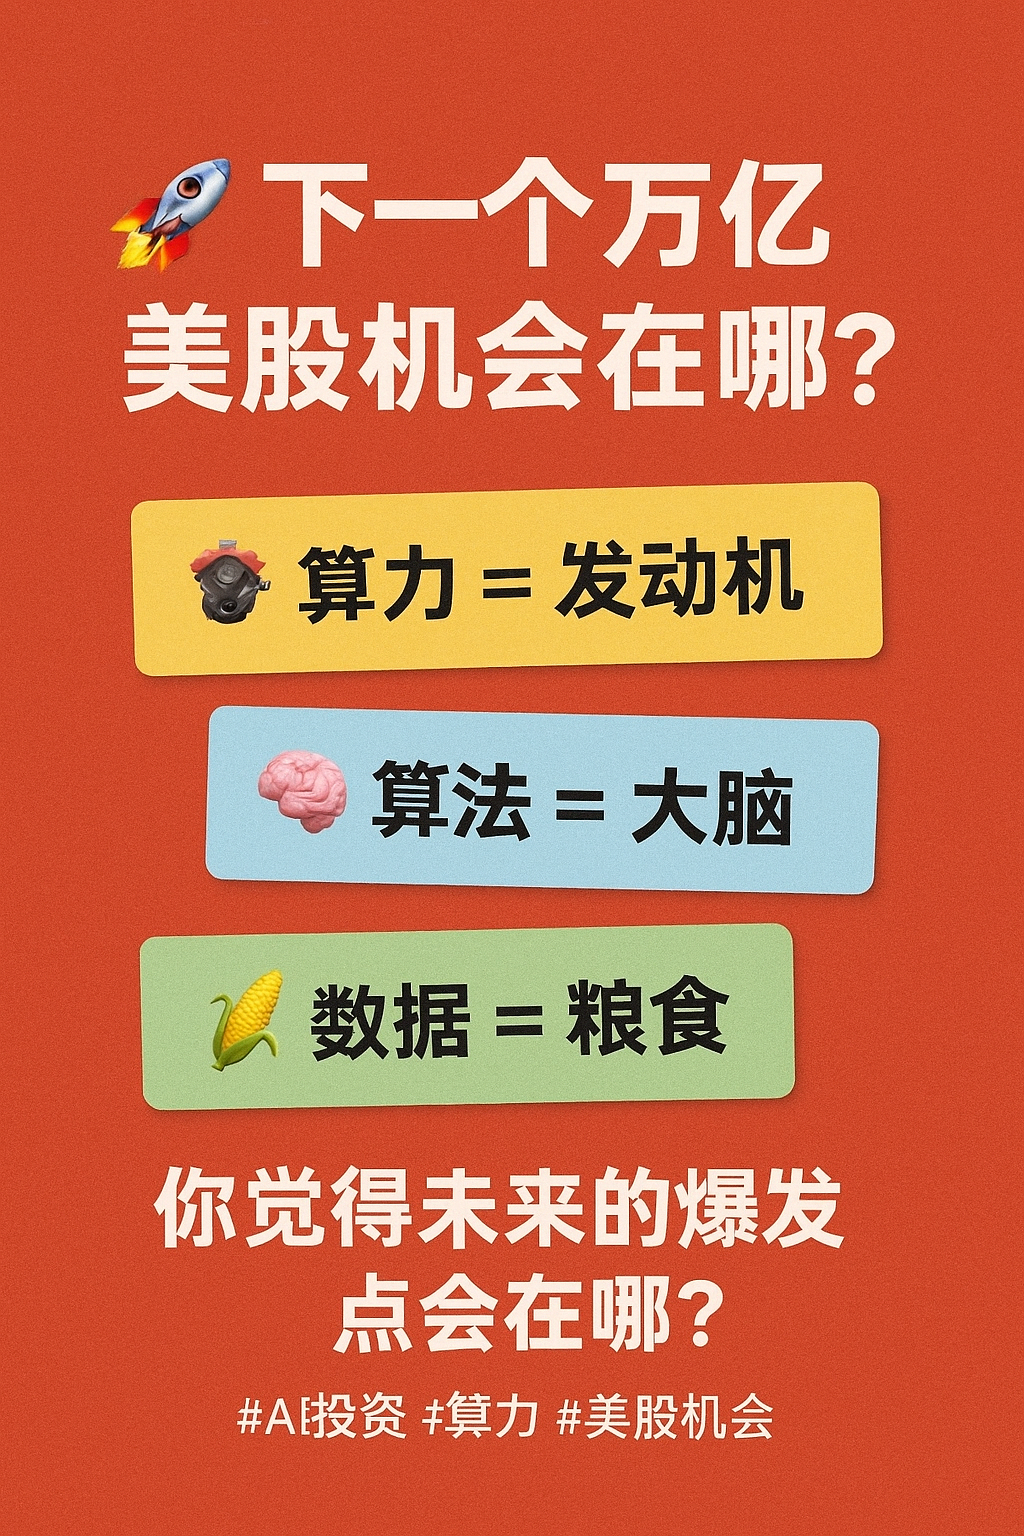 下一个万亿
美股机会在哪?
算力 = 发动机
算法 = 大脑
数据 = 粮食
你觉得未来的爆发
点会在哪?
#AI投资 #算力 #美股机会